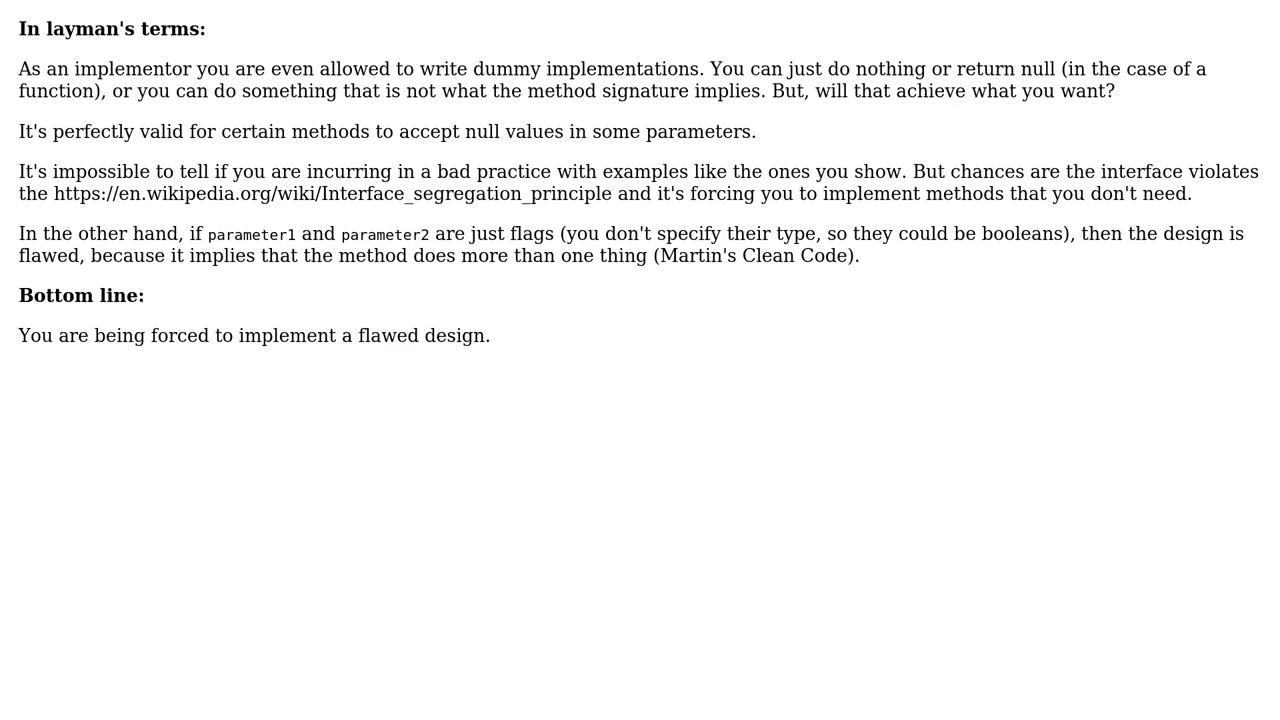 In layman's terms:
As an implementor you are even allowed to write dummy implementations. You can just do nothing or return null (in the case of a
function), or you can do something that is not what the method signature implies. But, will that achieve what you want?
It's perfectly valid for certain methods to accept null values in some parameters.
It's impossible to tell if you are incurring in a bad practice with examples like the ones you show. But chances are the interface violates
the https://en.wikipedia.org/wiki/Interface_segregation_principle and it's forcing you to implement methods that you don't need.
In the other hand, if parameter1 and parameter2 are just flags (you don't specify their type, so they could be booleans), then the design is
flawed, because it implies that the method does more than one thing (Martin's Clean Code).
Bottom line:
You are being forced to implement a flawed design.